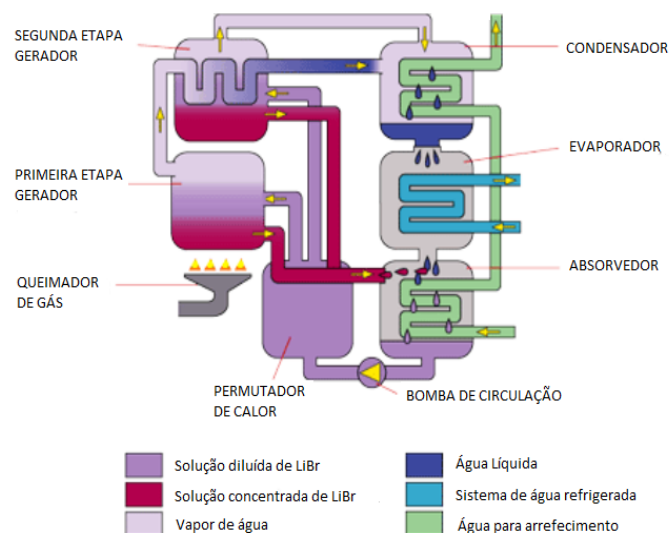 SEGUNDA ETAPA
GERADOR
CONDENSADOR
EVAPORADOR
PRIMEIRA ETAPA
GERADOR
ABSORVEDOR
QUEIMADOR
DE GÁS
PERMUTADOR
DE CALOR
BOMBA DE CIRCULAÇÃO
Solução diluída de LiBr
Água Líquida
Solução concentrada de LiBr
Sistema de água refrigerada
Vapor de água
Água para arrefecimento